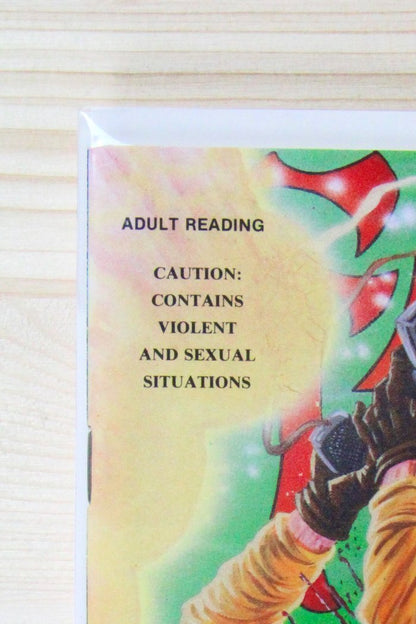 ADULT READING
CAUTION:
CONTAINS
VIOLENT
AND SEXUAL
SITUATIONS